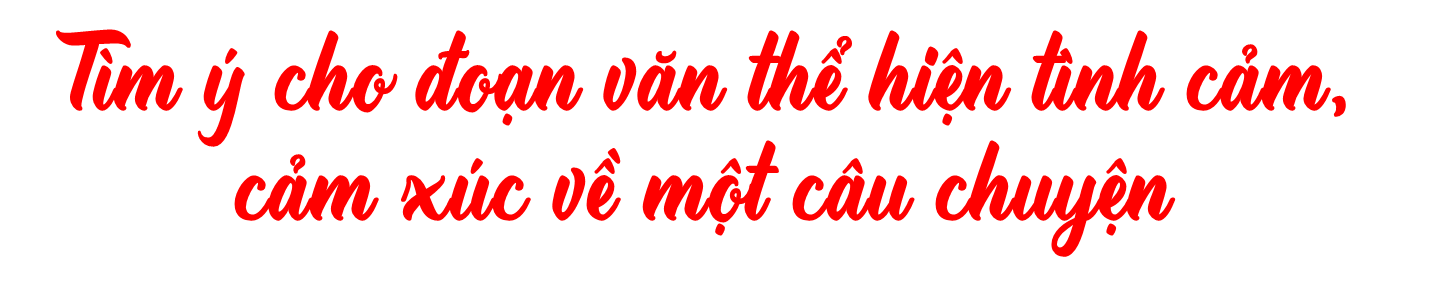 Tìm ý cho đoạn văn thể hiện tình cảm,
cảm xúc về một câu chuyện